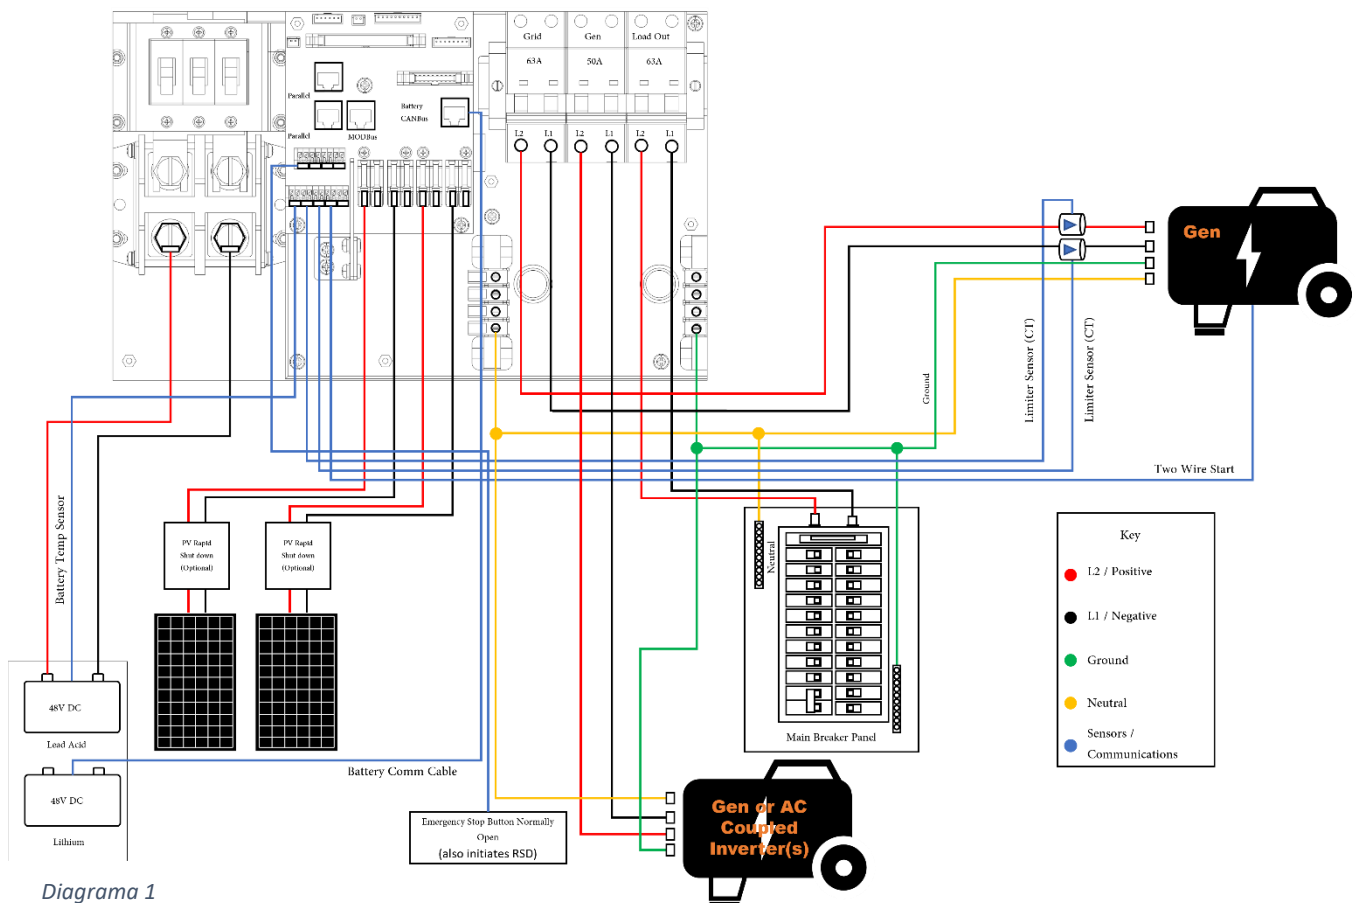 Grid
Gen
Load Out
63A
50A
63A
Parallel
Battery
CANBus
Parallel
MODBus
L2
L1
L2
L1
L2
L1
Gen
Limiter Sensor (CT)
Limiter Sensor (CT)
Ground
Two Wire Start
Battery Temp Sensor
PV Rapid
Shut down
(Optional)
PV Rapid
Shut down
(Optional)
Neutral
Key
L2 / Positive
L1 / Negative
Ground
Neutral
Sensors /
Communications
48V DC
Lead Acid
Main Breaker Panel
Battery Comm Cable
48V DC
Lithium
Emergency Stop Button Normally
Open
(also initiates RSD)
Gen or AC
Coupled
Inverter(s)
Diagrama 1